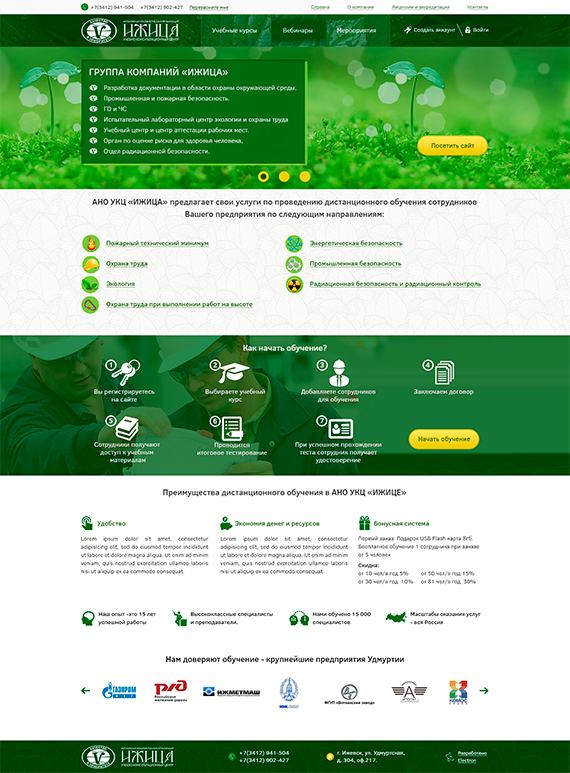 +7(3412) 941-504 +7(3412) 902-427 Перезвоните мне Справка О компании Лицензии и аккредитации Контакты
ИЖИЦА
УЧЕБНО-КОНСУЛЬТАЦИОННЫЙ ЦЕНТР
Учебные курсы Вебинары Мероприятия Создать аккаунт Войти
ГРУППА КОМПАНИЙ «ИЖИЦА»
Разработка документации в области охраны окружающей среды.
Промышленная и пожарная безопасность.
ГО и ЧС
Испытательный лабораторный центр экологии и охраны труда
Учебный центр и центр аттестации рабочих мест.
Орган по оценке риска для здоровья человека,
Отдел радиационной безопасности.
Посетить сайт
АНО УКЦ «ИЖИЦА» предлагает свои услуги по проведению дистанционного обучения сотрудников
Вашего предприятия по следующим направлениям:
Пожарный технический минимум
Охрана труда
Экология
Охрана труда при выполнении работ на высоте
Энергетическая безопасность
Промышленная безопасность
Радиационная безопасность и радиационный контроль
Как начать обучение?
1
Вы регистрируетесь
на сайте
2
Выбираете учебный
курс
3
Добавляете сотрудников
для обучения
4
Заключаем договор
5
Сотрудники получают
доступ к учебным
материалам
6
Проводится
итоговое тестирование
7
При успешном прохождении
теста сотрудник получает
удостоверение
Начать обучение
Преимущества дистанционного обучения в АНО УКЦ «ИЖИЦЕ»
Удобство
Lorem ipsum dolor sit amet, consectetur
adipisicing elit, sed do eiusmod tempor incididunt
ut labore et dolore magna aliqua. Ut enim ad minim
veniam, quis nostrud exercitation ullamco laboris
nisi ut aliquip ex ea commodo consequat.
Экономия денег и ресурсов
Lorem ipsum dolor sit amet, consectetur
adipisicing elit, sed do eiusmod tempor incididunt
ut labore et dolore magna aliqua. Ut enim ad minim
veniam, quis nostrud exercitation ullamco laboris
nisi ut aliquip ex ea commodo consequat.
Бонусная система
Первый заказ: Подарок USB Flash карта 8гб.
Бесплатное обучение 1 сотрудника при заказе
от 5 человек
Скидка:
от 10 чел/в год 5% от 50 чел/в год 15%
от 30 чел/в год 10% от 81 чел/в год 30%
Наш опыт -это 15 лет
успешной работы
Высококлассные специалисты
и преподаватели.
Нами обучено 15 000
специалистов
Масштабы оказания услуг
- вся Россия
Нам доверяют обучение - крупнейшие предприятия Удмуртии
ГАЗПРОМ
РЖД
Российские
железные дороги
ИЖМЕТМАШ
ФГУП «Воткинский завод»
КОМОС
ГРУПП
ИЖИЦА
УЧЕБНО-КОНСУЛЬТАЦИОННЫЙ ЦЕНТР
+7(3412) 941-504
+7(3412) 902-427
г. Ижевск, ул. Удмуртская,
д. 304, оф.217.
Разработано
Electron